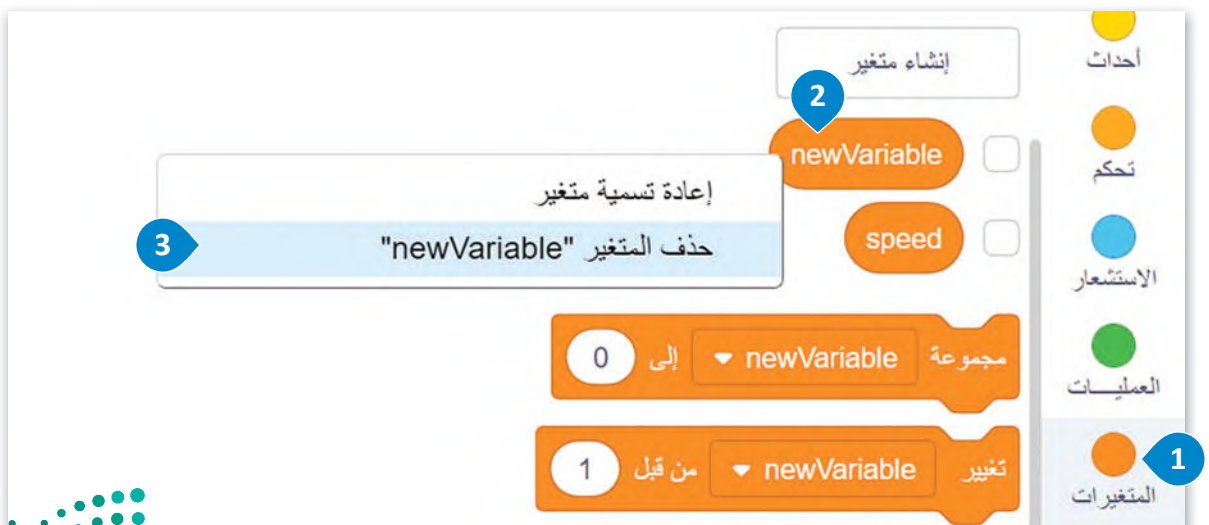 أحداث
تحكم
الاستشعار
العمليـــات
المتغيرات
1
إنشاء متغير
2
newVariable
speed
إعادة تسمية متغير
حذف المتغير "newVariable"
3
مجموعة newVariable إلى 0
تغيير newVariable من قبل 1